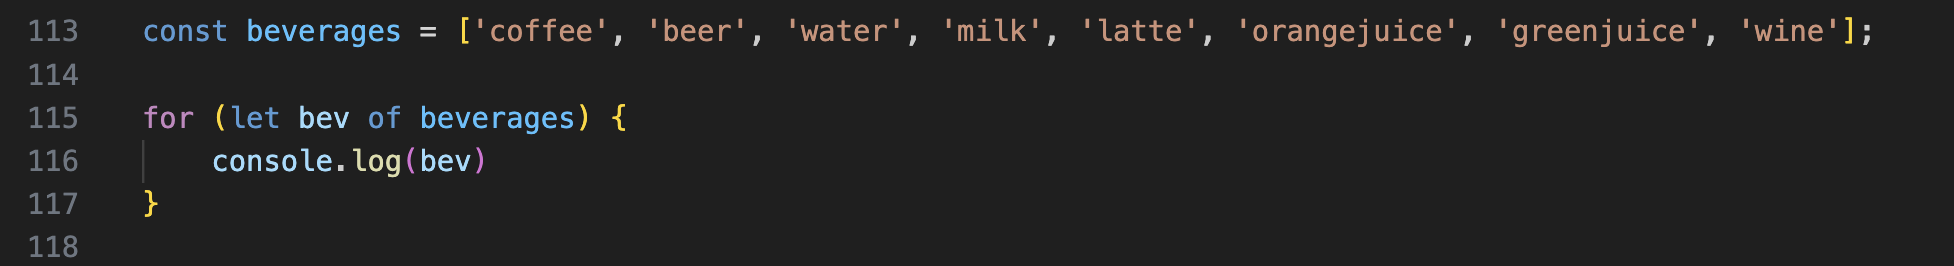 113 const beverages = ['coffee', 'beer', 'water', 'milk', 'latte', 'orangejuice', 'greenjuice', 'wine'];
114
115 for (let bev of beverages) {
116     console.log(bev)
117 }
118